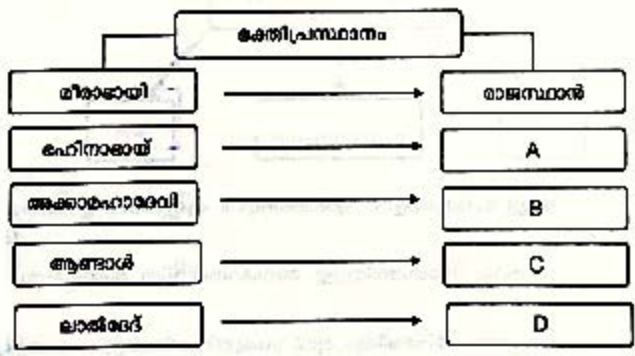 ഭക്തിപ്രസ്ഥാനം
മീരാഭായി രാജസ്ഥാൻ
ബഹിനാഭായ് A
അക്കാമഹാദേവി B
ആണ്ടാൾ C
ലാൽദേദ് D